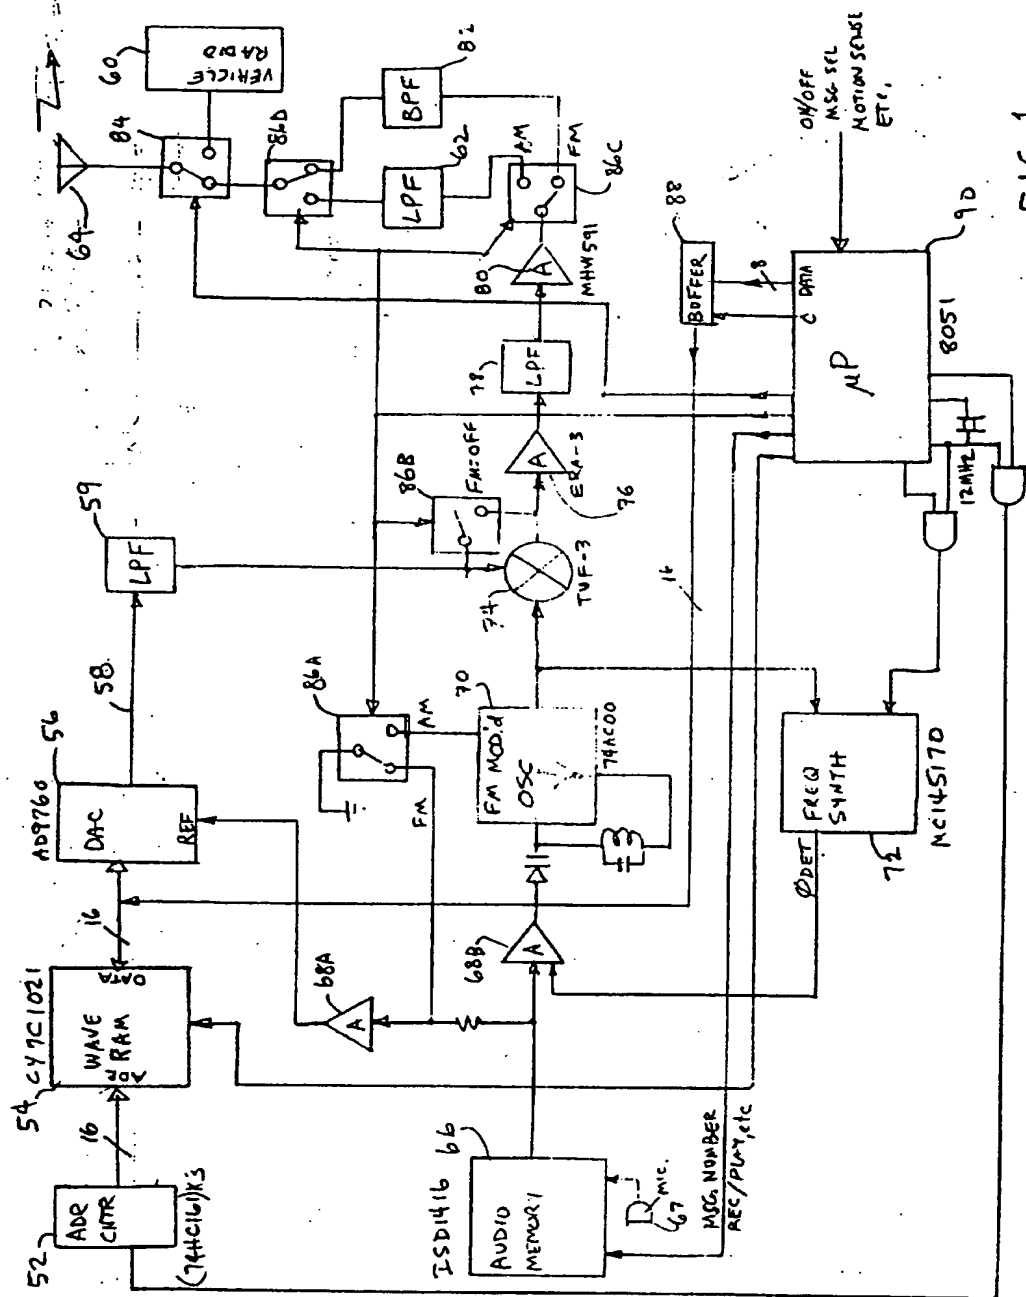 64
84
60
VEHICLE
RADIO
86D
82
BPF
62
LPF
AM
FM
86C
80
A
MHW591
78
LPF
A
ERA-3
76
86B
FM=OFF
59
LPF
74
TUF-3
58
56
AD9760
DAC
REF
16
54
CY7C102
WAVE
RAM
ADR
DATA
16
52
ADR
CNTR
(74HC161)X3
68A
A
86A
AM
FM
70
FM MOD'd
OSC
74AC00
68B
A
66
ISD1416
AUDIO
MEMORY
MIC.
67
MSG NUMBER
REC/PLAY, etc
ØDET
FREQ
SYNTH
72
MC145170
16
88
BUFFER
8
C
DATA
µP
8051
90
12MHZ
ON/OFF
MSG SEL
MOTION SENSE
ETC.
FIG. 1